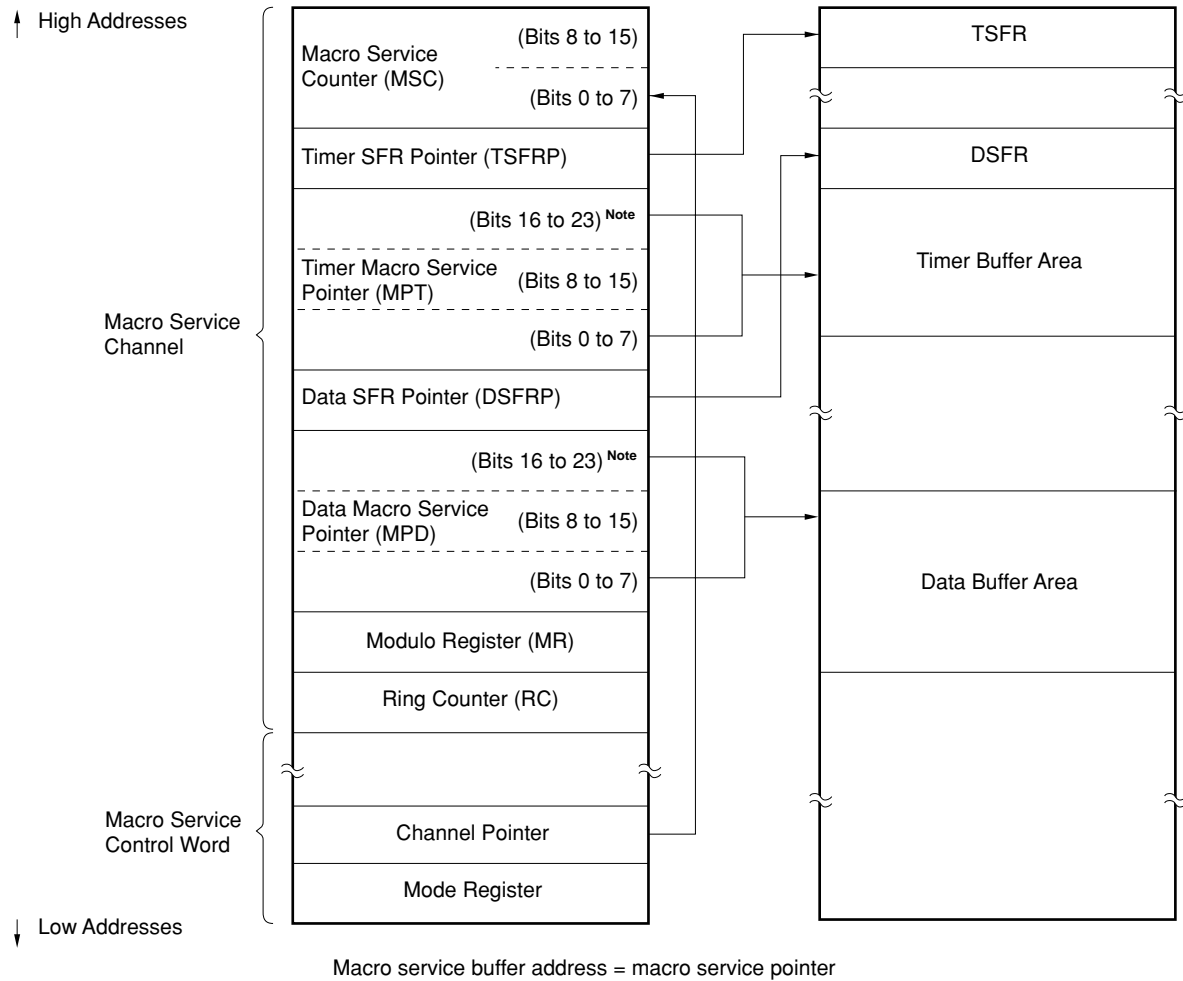 High Addresses
Macro Service
Counter (MSC)
(Bits 8 to 15)
(Bits 0 to 7)
Timer SFR Pointer (TSFRP)
(Bits 16 to 23) Note
Timer Macro Service
Pointer (MPT)
(Bits 8 to 15)
(Bits 0 to 7)
Data SFR Pointer (DSFRP)
(Bits 16 to 23) Note
Data Macro Service
Pointer (MPD)
(Bits 8 to 15)
(Bits 0 to 7)
Modulo Register (MR)
Ring Counter (RC)
Channel Pointer
Mode Register
Macro Service
Channel
Macro Service
Control Word
Low Addresses
TSFR
DSFR
Timer Buffer Area
Data Buffer Area
Macro service buffer address = macro service pointer